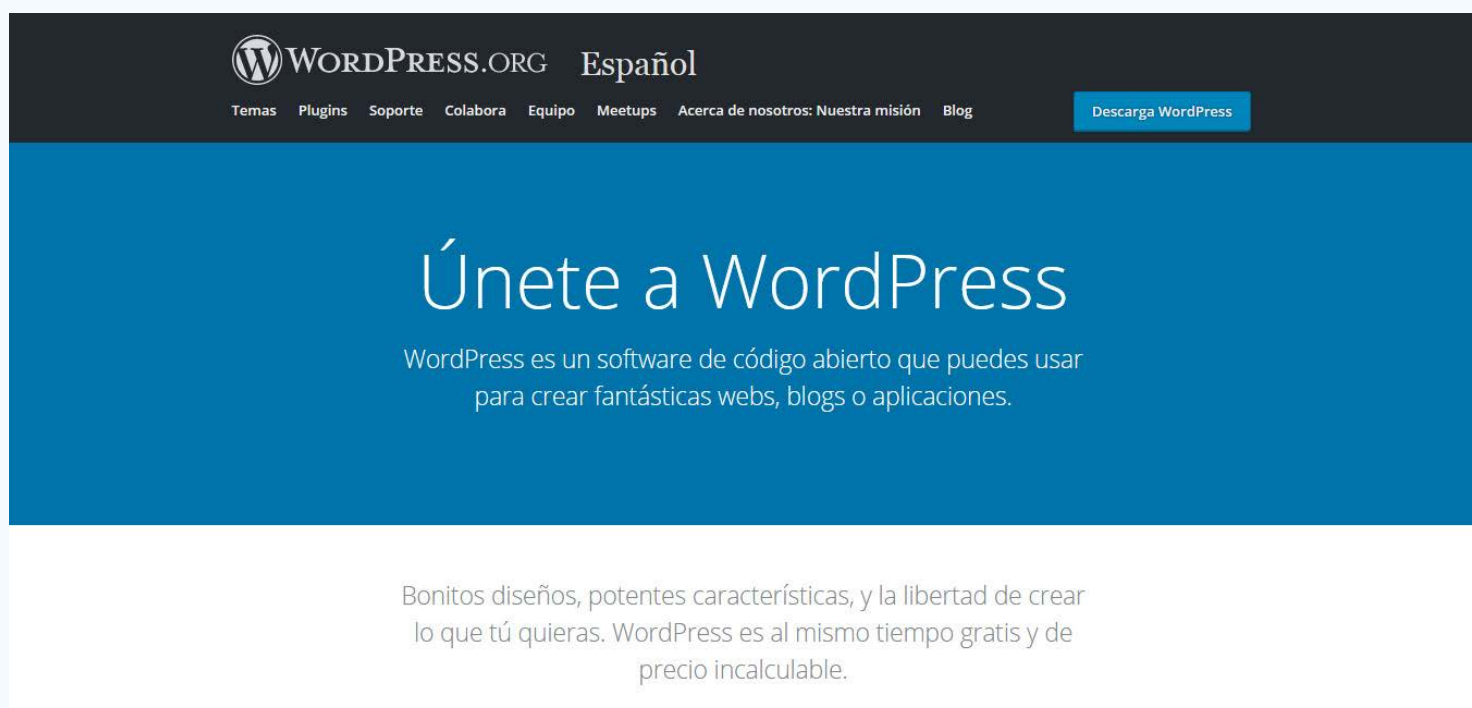 WORDPRESS.ORG Español
Temas Plugins Soporte Colabora Equipo Meetups Acerca de nosotros: Nuestra misión Blog Descarga WordPress
Únete a WordPress
WordPress es un software de código abierto que puedes usar
para crear fantásticas webs, blogs o aplicaciones.
Bonitos diseños, potentes características, y la libertad de crear
lo que tú quieras. WordPress es al mismo tiempo gratis y de
precio incalculable.